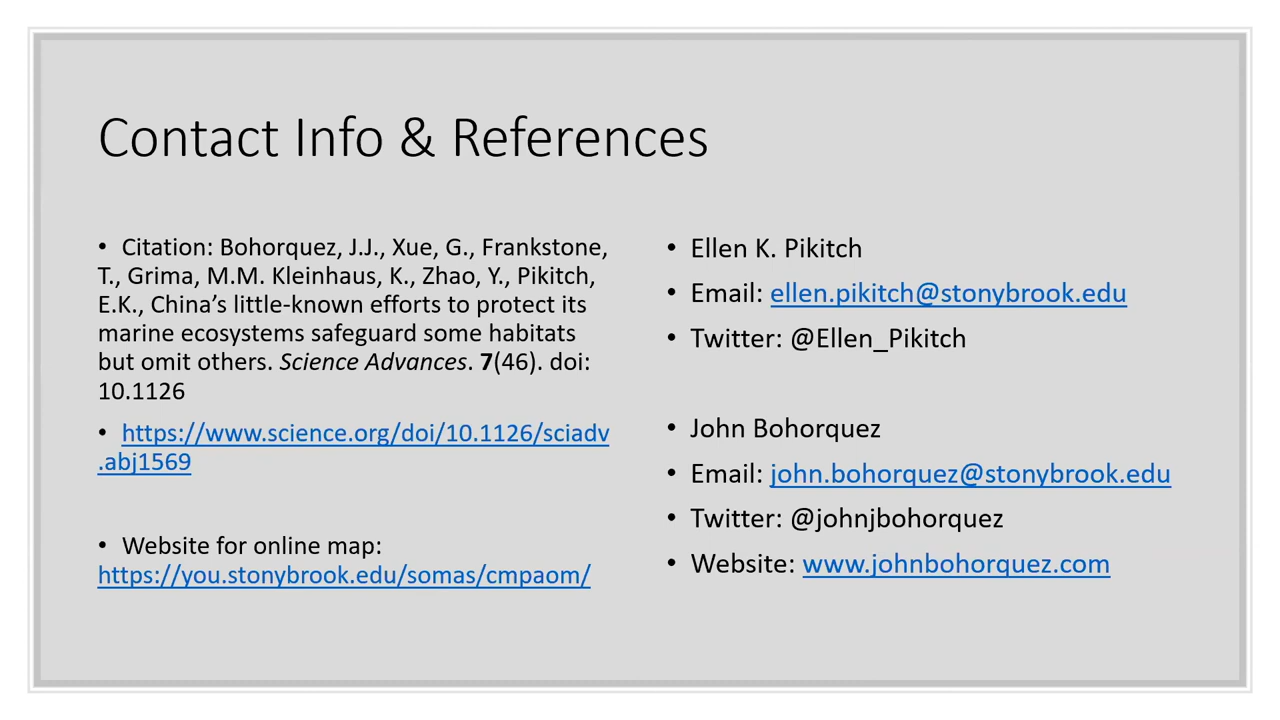 Contact Info & References
• Citation: Bohorquez, J.J., Xue, G., Frankstone,
T., Grima, M.M. Kleinhaus, K., Zhao, Y., Pikitch,
E.K., China’s little-known efforts to protect its
marine ecosystems safeguard some habitats
but omit others. Science Advances. 7(46). doi:
10.1126
• https://www.science.org/doi/10.1126/sciadv
.abj1569
• Website for online map:
https://you.stonybrook.edu/somas/cmpaom/
• Ellen K. Pikitch
• Email: ellen.pikitch@stonybrook.edu
• Twitter: @Ellen_Pikitch
• John Bohorquez
• Email: john.bohorquez@stonybrook.edu
• Twitter: @johnjbohorquez
• Website: www.johnbohorquez.com